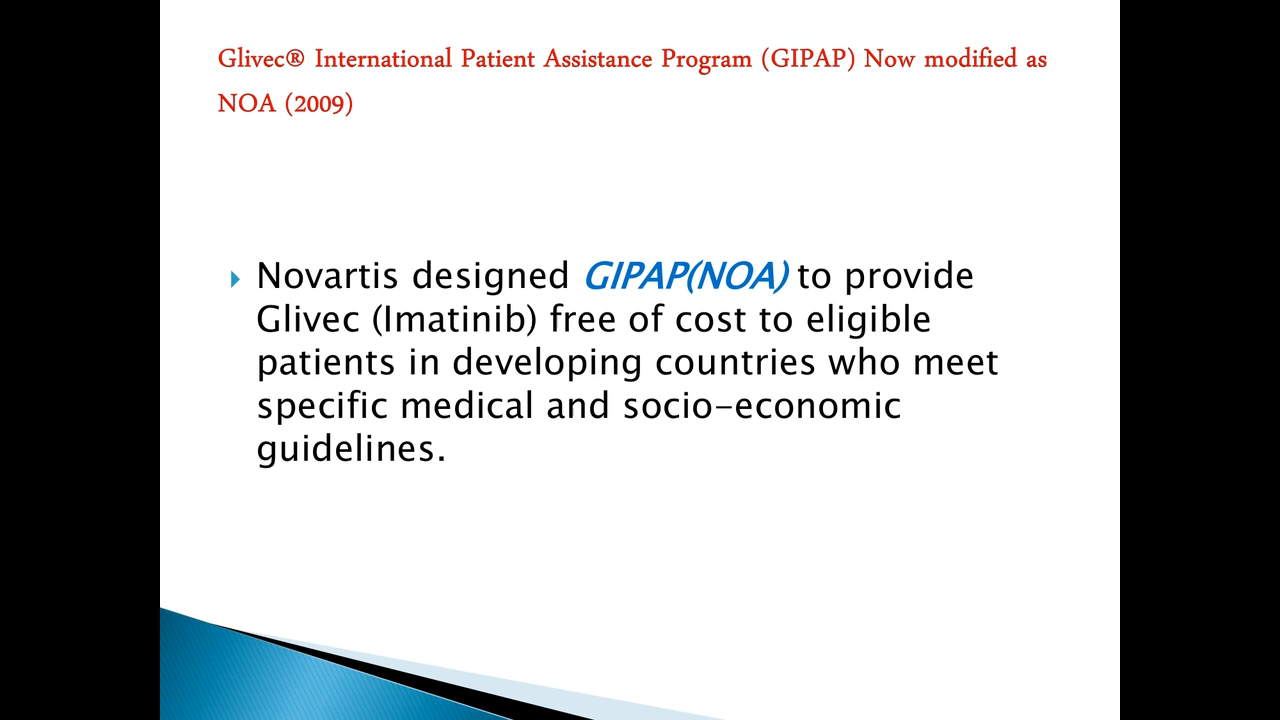 Glivec® International Patient Assistance Program (GIPAP) Now modified as
NOA (2009)
Novartis designed GIPAP(NOA) to provide
Glivec (Imatinib) free of cost to eligible
patients in developing countries who meet
specific medical and socio-economic
guidelines.